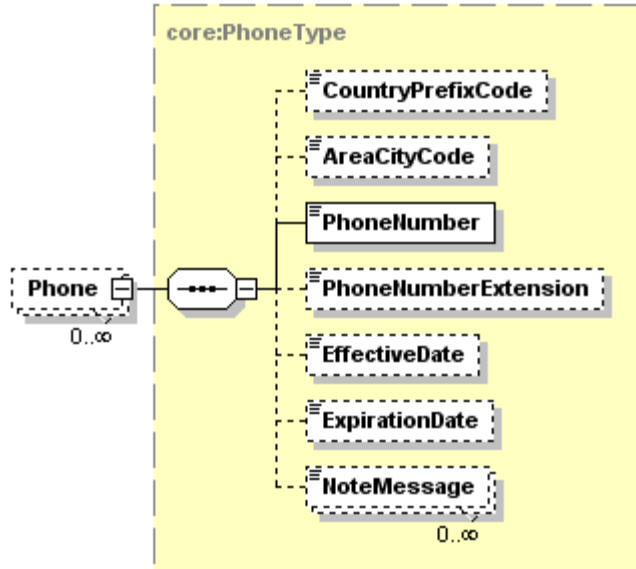 core:PhoneType
CountryPrefixCode
AreaCityCode
PhoneNumber
Phone
0..∞
PhoneNumberExtension
EffectiveDate
ExpirationDate
NoteMessage
0..∞